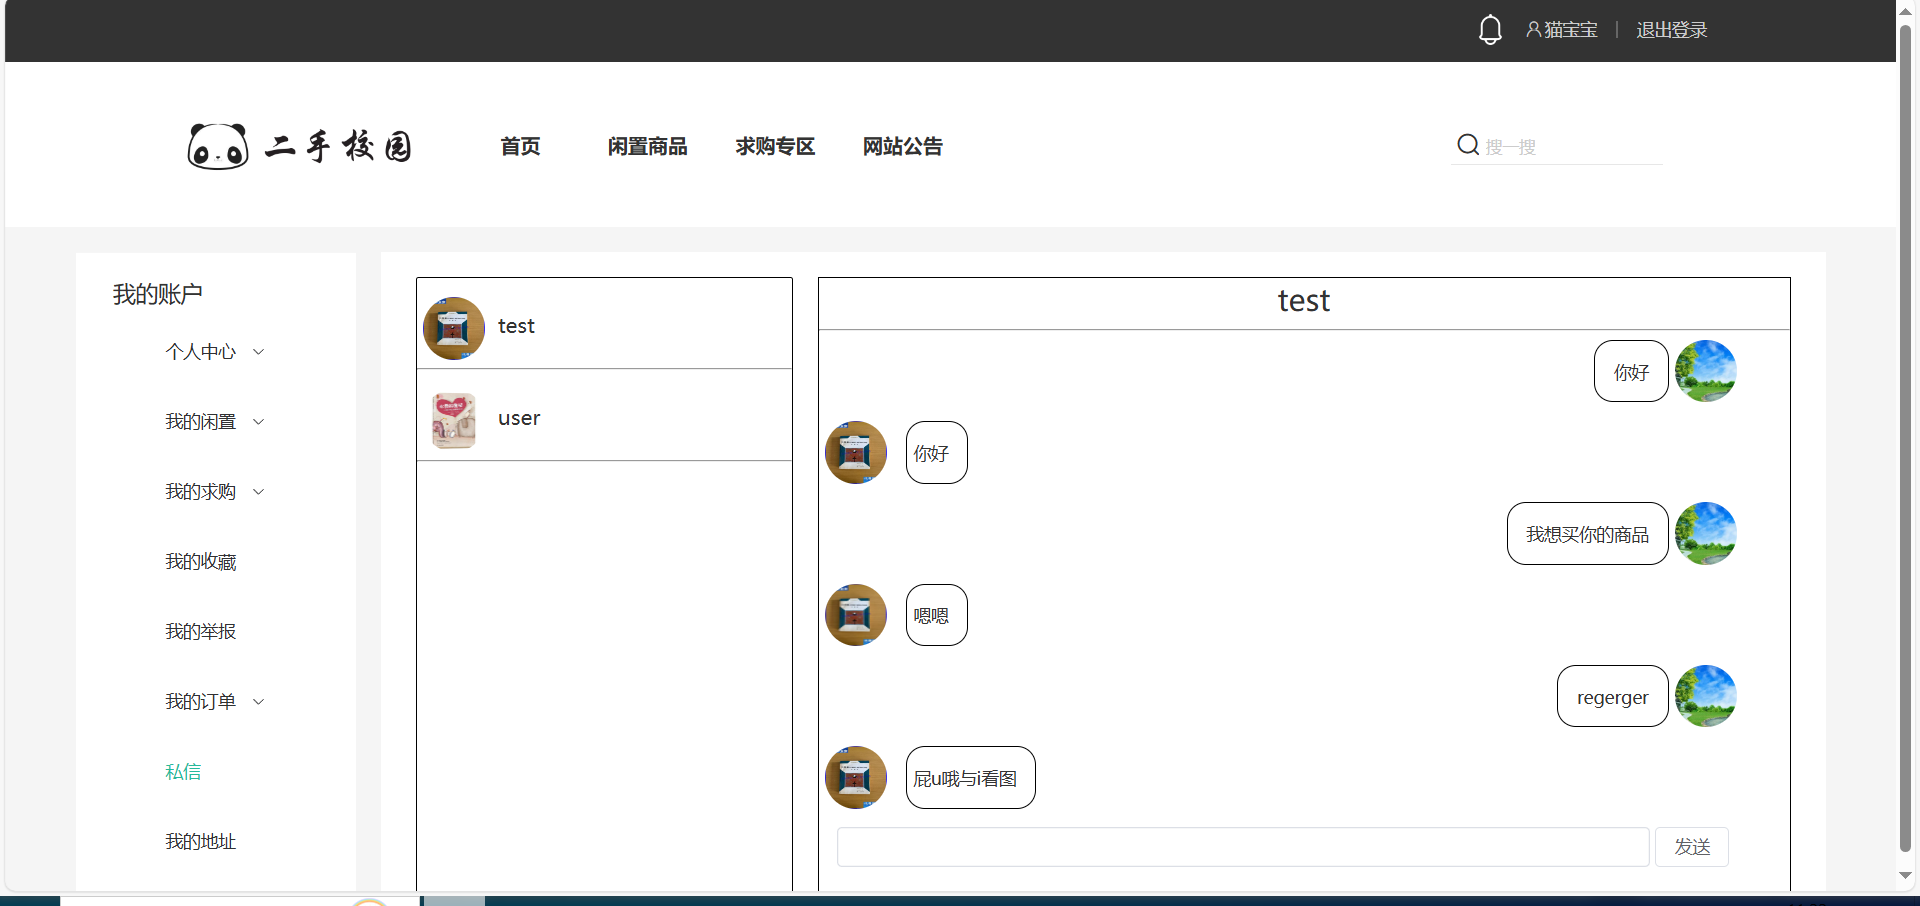 猫宝宝 | 退出登录
二手校园 首页 闲置商品 求购专区 网站公告 搜一搜
我的账户
个人中心
我的闲置
我的求购
我的收藏
我的举报
我的订单
私信
我的地址
test
user
test
你好
你好
我想买你的商品
嗯嗯
regerger
屁u哦与i看图
发送